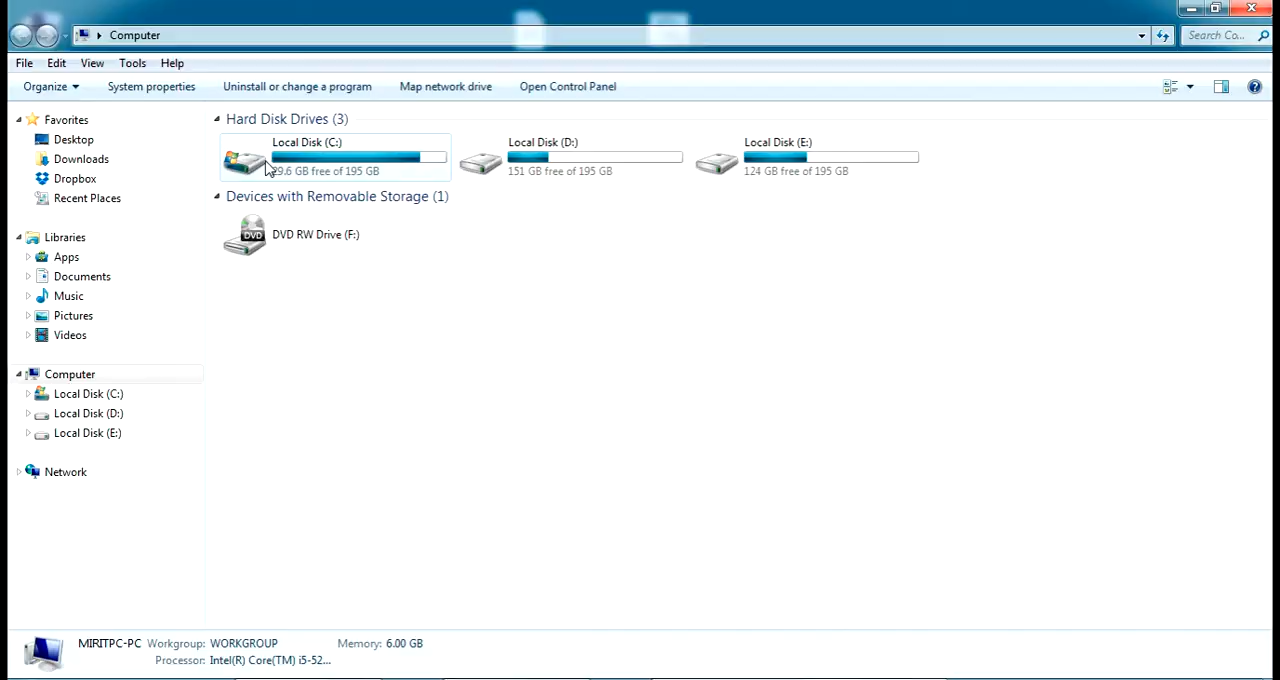 Computer
Search Co...
File Edit View Tools Help
Organize System properties Uninstall or change a program Map network drive Open Control Panel
Favorites
Desktop
Downloads
Dropbox
Recent Places
Libraries
Apps
Documents
Music
Pictures
Videos
Computer
Local Disk (C:)
Local Disk (D:)
Local Disk (E:)
Network
Hard Disk Drives (3)
Local Disk (C:)
29.6 GB free of 195 GB
Local Disk (D:)
151 GB free of 195 GB
Local Disk (E:)
124 GB free of 195 GB
Devices with Removable Storage (1)
DVD
DVD RW Drive (F:)
MIRITPC-PC Workgroup: WORKGROUP Memory: 6.00 GB
Processor: Intel(R) Core(TM) i5-52...